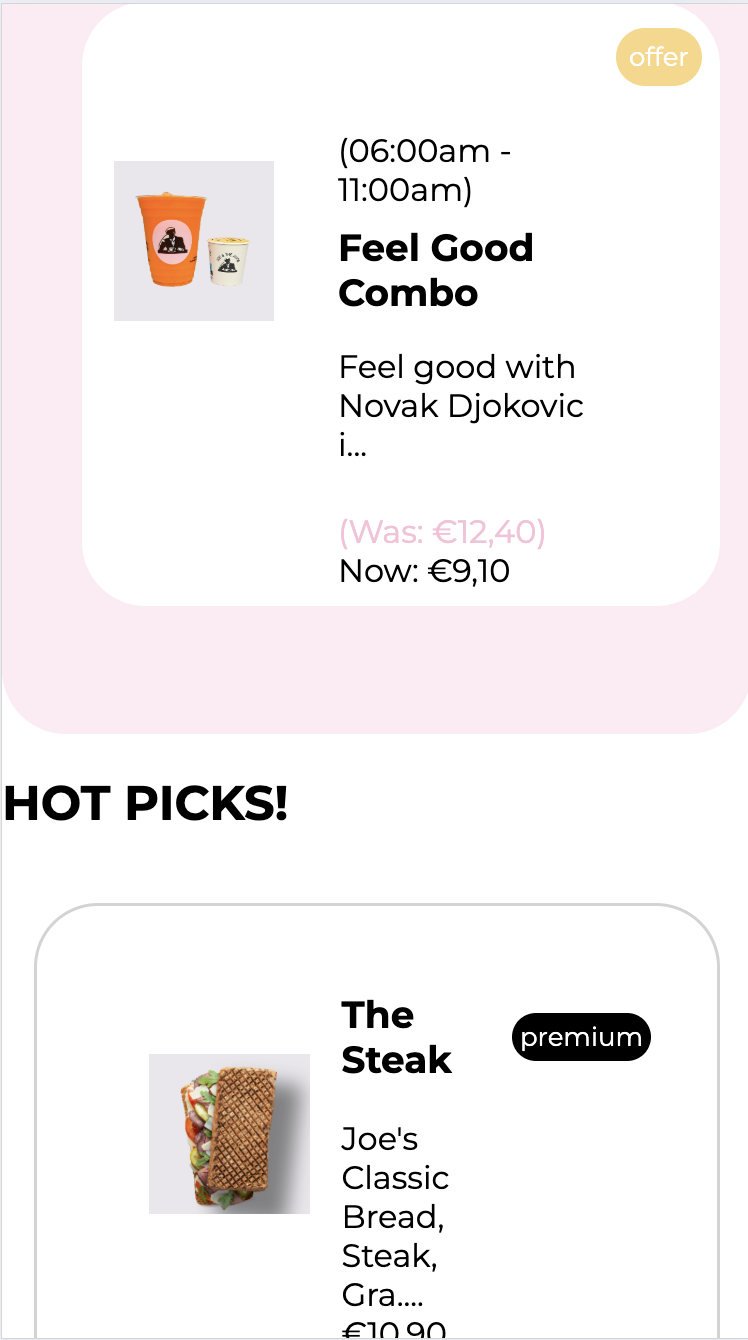 offer
(06:00am -
11:00am)
Feel Good
Combo
Feel good with
Novak Djokovic
i...
(Was: €12,40)
Now: €9,10
HOT PICKS!
The
Steak
premium
Joe's
Classic
Bread,
Steak,
Gra....
€10,90